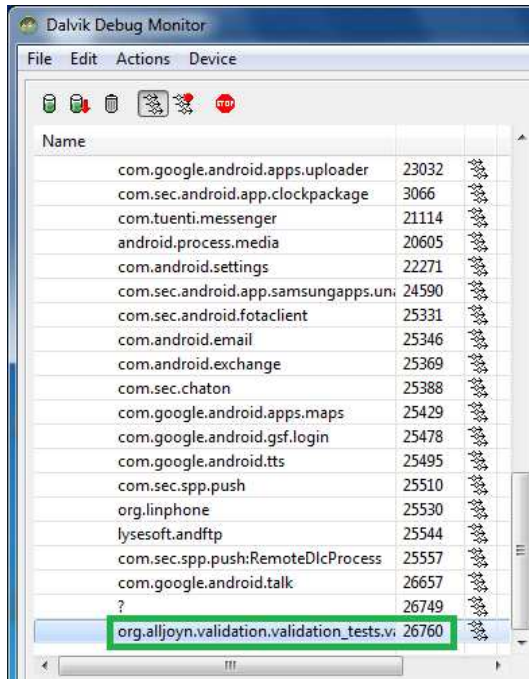 Dalvik Debug Monitor
File Edit Actions Device
STOP
Name
com.google.android.apps.uploader 23032
com.sec.android.app.clockpackage 3066
com.tuenti.messenger 21114
android.process.media 20605
com.android.settings 22271
com.sec.android.app.samsungapps.una 24590
com.sec.android.fotaclient 25331
com.android.email 25346
com.android.exchange 25369
com.sec.chaton 25388
com.google.android.apps.maps 25429
com.google.android.gsf.login 25478
com.google.android.tts 25495
com.sec.spp.push 25510
org.linphone 25530
lysesoft.andftp 25544
com.sec.spp.push:RemoteDlcProcess 25557
com.google.android.talk 26657
? 26749
org.alljoyn.validation.validation_tests.va 26760